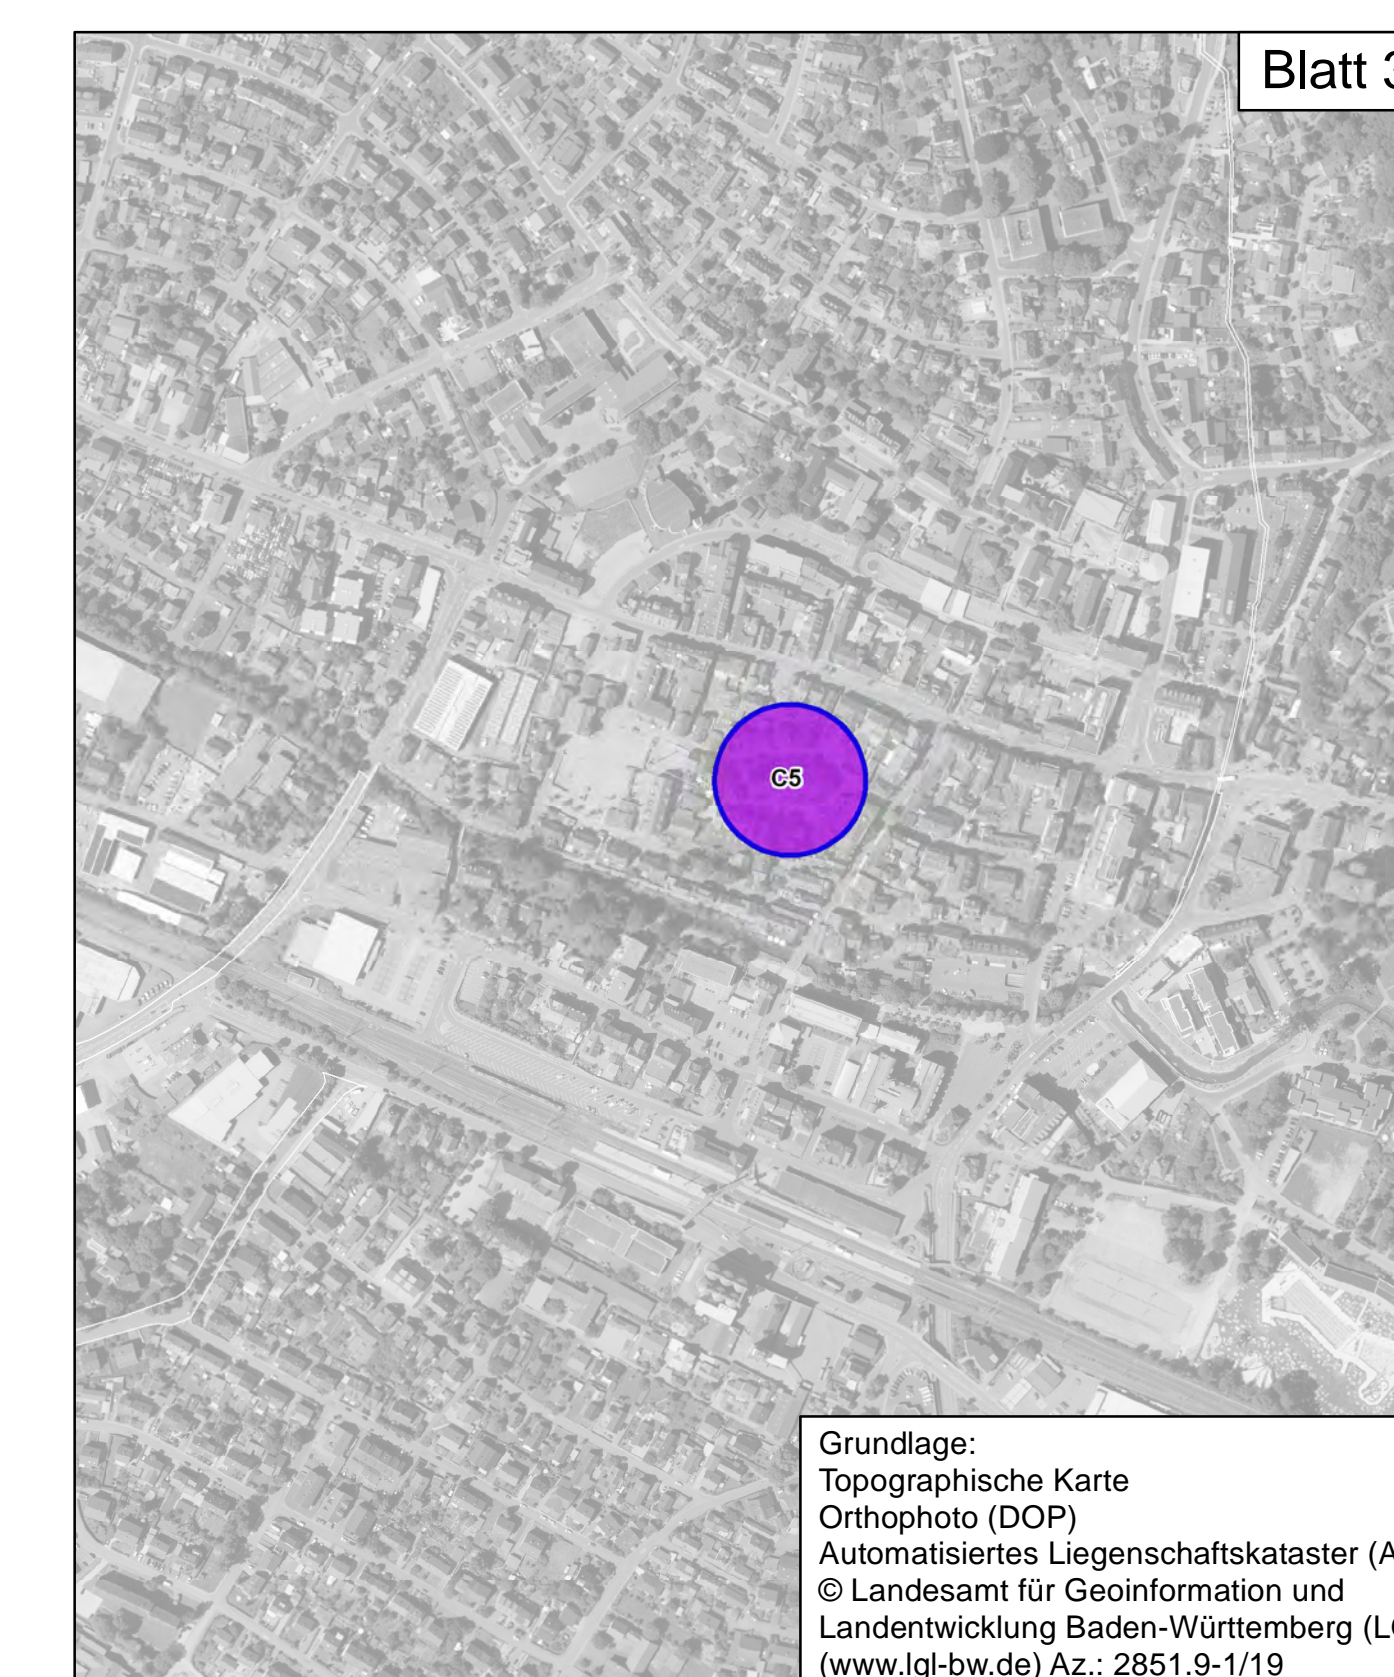 Blatt 3
C5
Grundlage:
Topographische Karte
Orthophoto (DOP)
Automatisiertes Liegenschaftskataster (A
© Landesamt für Geoinformation und
Landentwicklung Baden-Württemberg (L
(www.lgl-bw.de) Az.: 2851.9-1/19